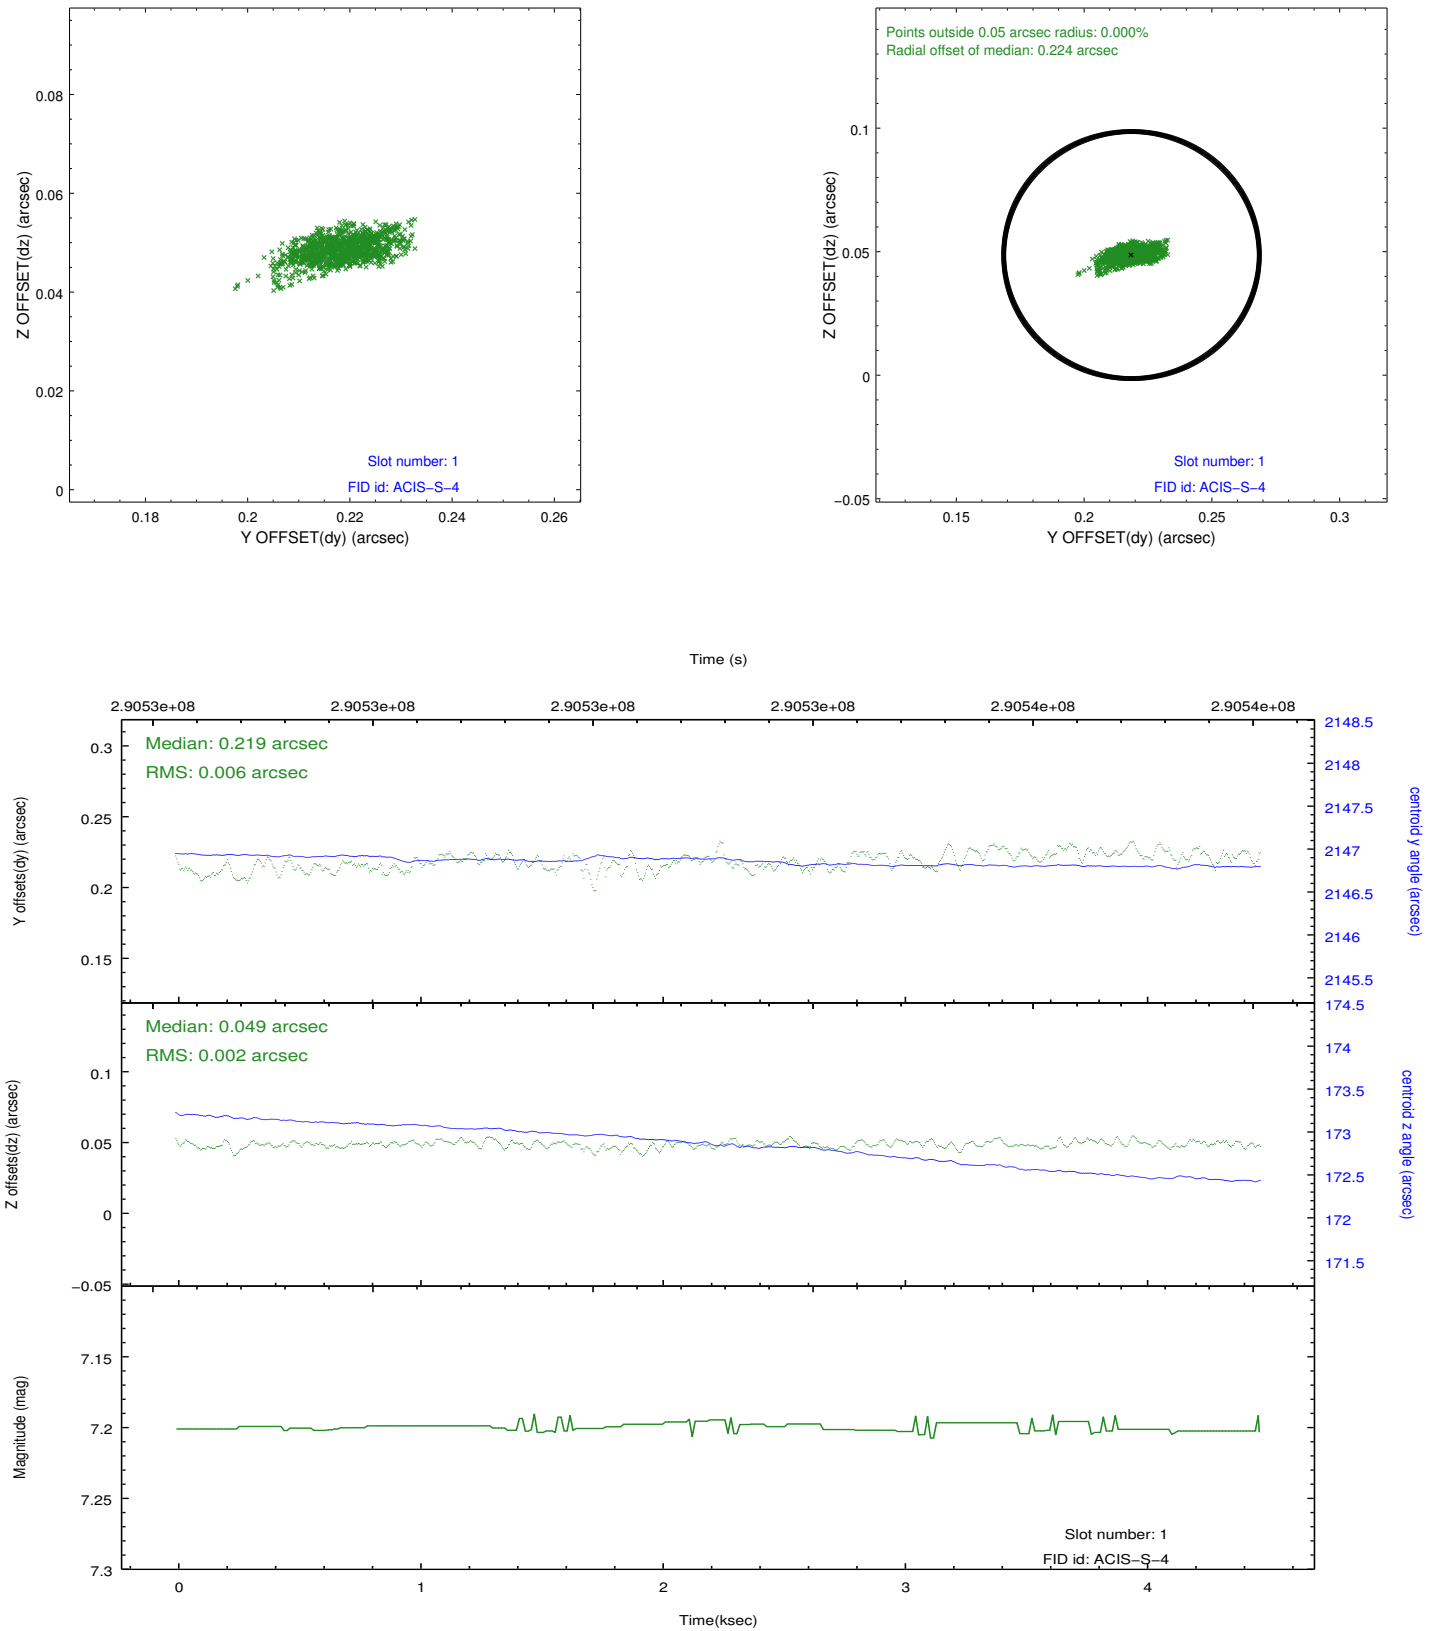 0.08
0.06
0.04
0.02
0
Z OFFSET(dz) (arcsec)
Slot number: 1
FID id: ACIS−S−4
0.18 0.2 0.22 0.24 0.26
Y OFFSET(dy) (arcsec)
Points outside 0.05 arcsec radius: 0.000%
Radial offset of median: 0.224 arcsec
0.1
0.05
0
−0.05
Z OFFSET(dz) (arcsec)
Slot number: 1
FID id: ACIS−S−4
0.15 0.2 0.25 0.3
Y OFFSET(dy) (arcsec)
Time (s)
2.9053e+08 2.9053e+08 2.9053e+08 2.9053e+08 2.9054e+08 2.9054e+08
Median: 0.219 arcsec
RMS: 0.006 arcsec
0.3
0.25
0.2
0.15
Y offsets(dy) (arcsec)
2148.5
2148
2147.5
2147
2146.5
2146
2145.5
centroid y angle (arcsec)
Median: 0.049 arcsec
RMS: 0.002 arcsec
0.1
0.05
0
−0.05
Z offsets(dz) (arcsec)
174.5
174
173.5
173
172.5
172
171.5
centroid z angle (arcsec)
7.15
7.2
7.25
7.3
Magnitude (mag)
Slot number: 1
FID id: ACIS−S−4
0 1 2 3 4
Time(ksec)